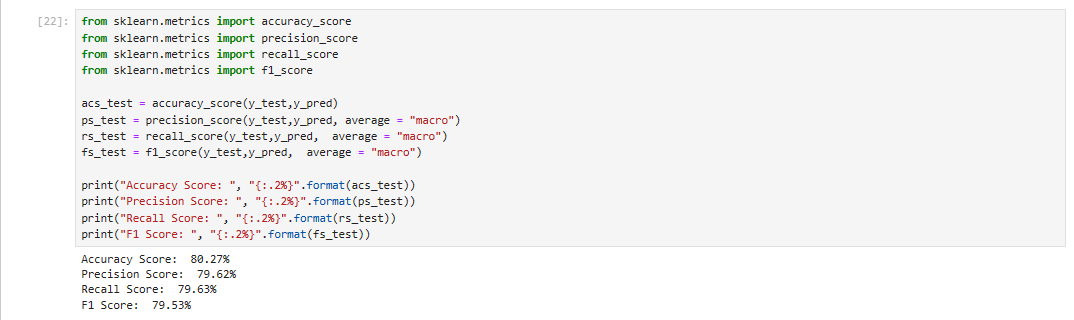 [22]:
from sklearn.metrics import accuracy_score
from sklearn.metrics import precision_score
from sklearn.metrics import recall_score
from sklearn.metrics import f1_score
acs_test = accuracy_score(y_test,y_pred)
ps_test = precision_score(y_test,y_pred, average = "macro")
rs_test = recall_score(y_test,y_pred,  average = "macro")
fs_test = f1_score(y_test,y_pred,  average = "macro")
print("Accuracy Score: ", "{:.2%}".format(acs_test))
print("Precision Score: ", "{:.2%}".format(ps_test))
print("Recall Score: ", "{:.2%}".format(rs_test))
print("F1 Score: ", "{:.2%}".format(fs_test))
Accuracy Score:  80.27%
Precision Score:  79.62%
Recall Score:  79.63%
F1 Score:  79.53%